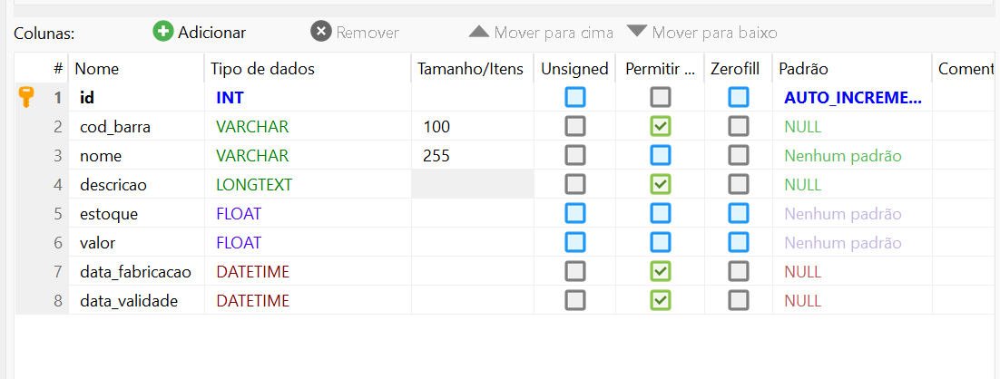 Colunas: Adicionar Remover Mover para cima Mover para baixo
# Nome Tipo de dados Tamanho/Itens Unsigned Permitir ... Zerofill Padrão Coment
1 id INT AUTO_INCREME...
2 cod_barra VARCHAR 100 NULL
3 nome VARCHAR 255 Nenhum padrão
4 descricao LONGTEXT NULL
5 estoque FLOAT Nenhum padrão
6 valor FLOAT Nenhum padrão
7 data_fabricacao DATETIME NULL
8 data_validade DATETIME NULL